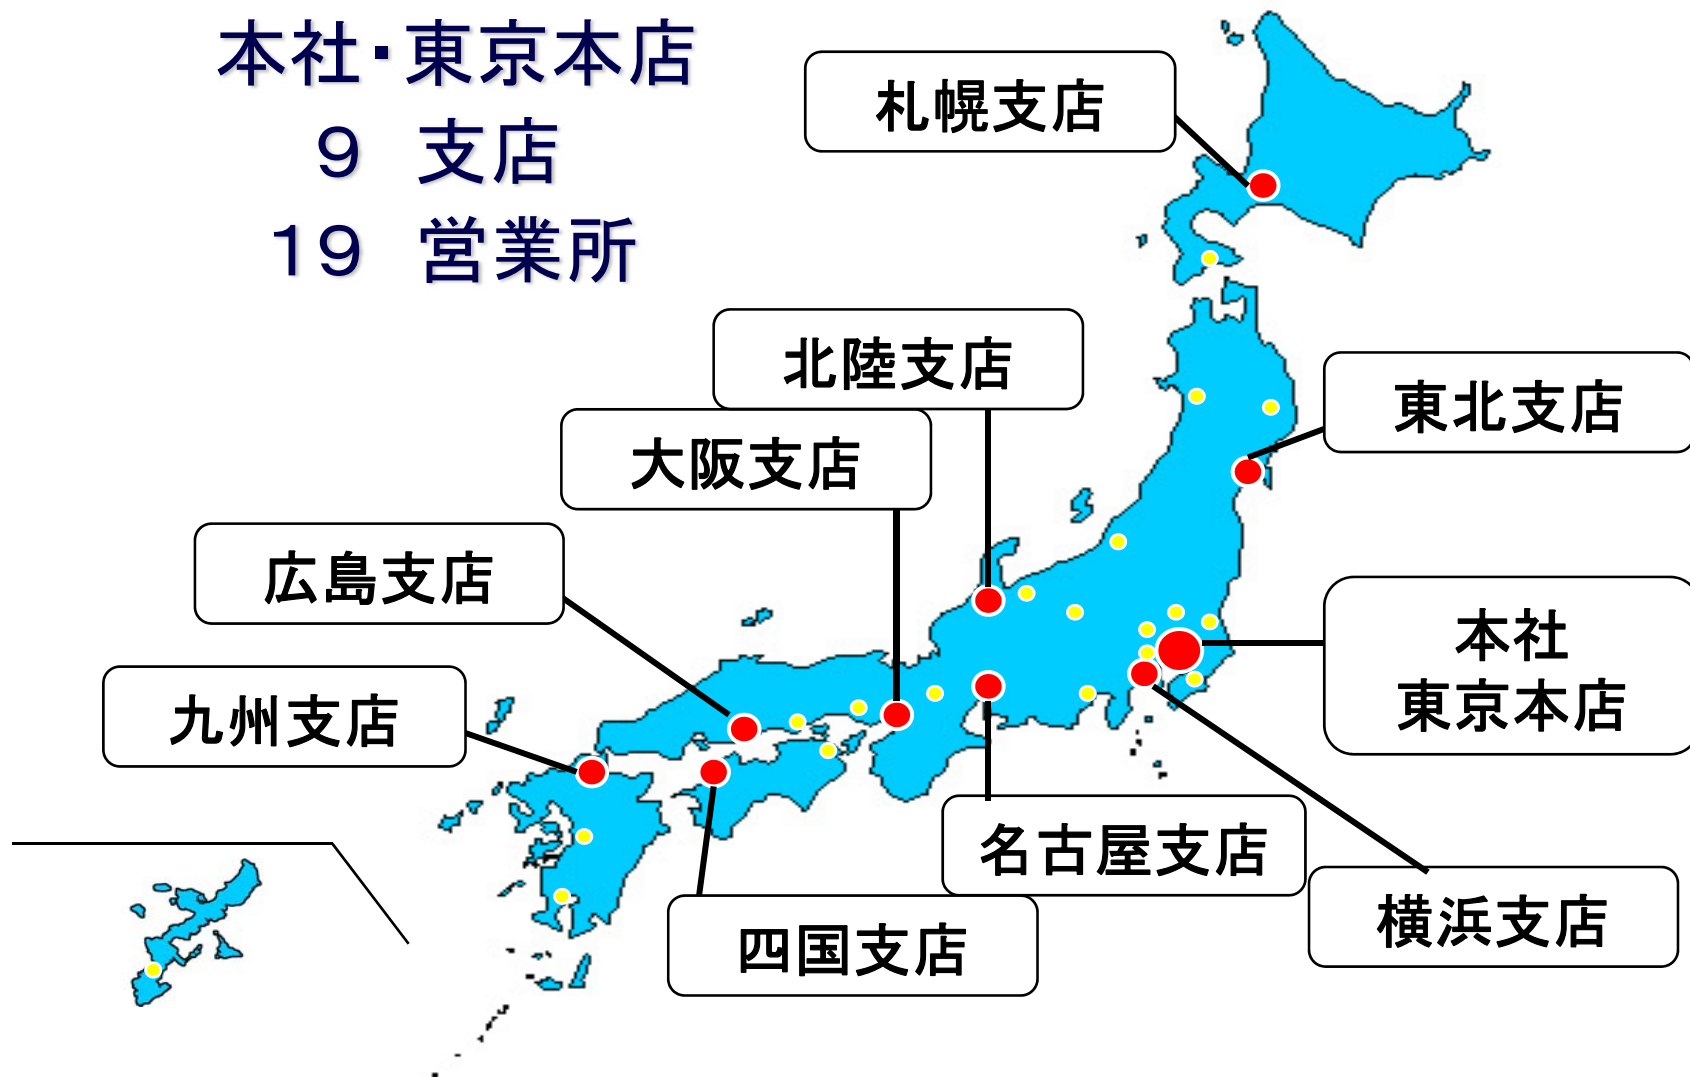 本社・東京本店
９　支店
１９　営業所
札幌支店
北陸支店
東北支店
大阪支店
広島支店
本社
東京本店
九州支店
名古屋支店
横浜支店
四国支店